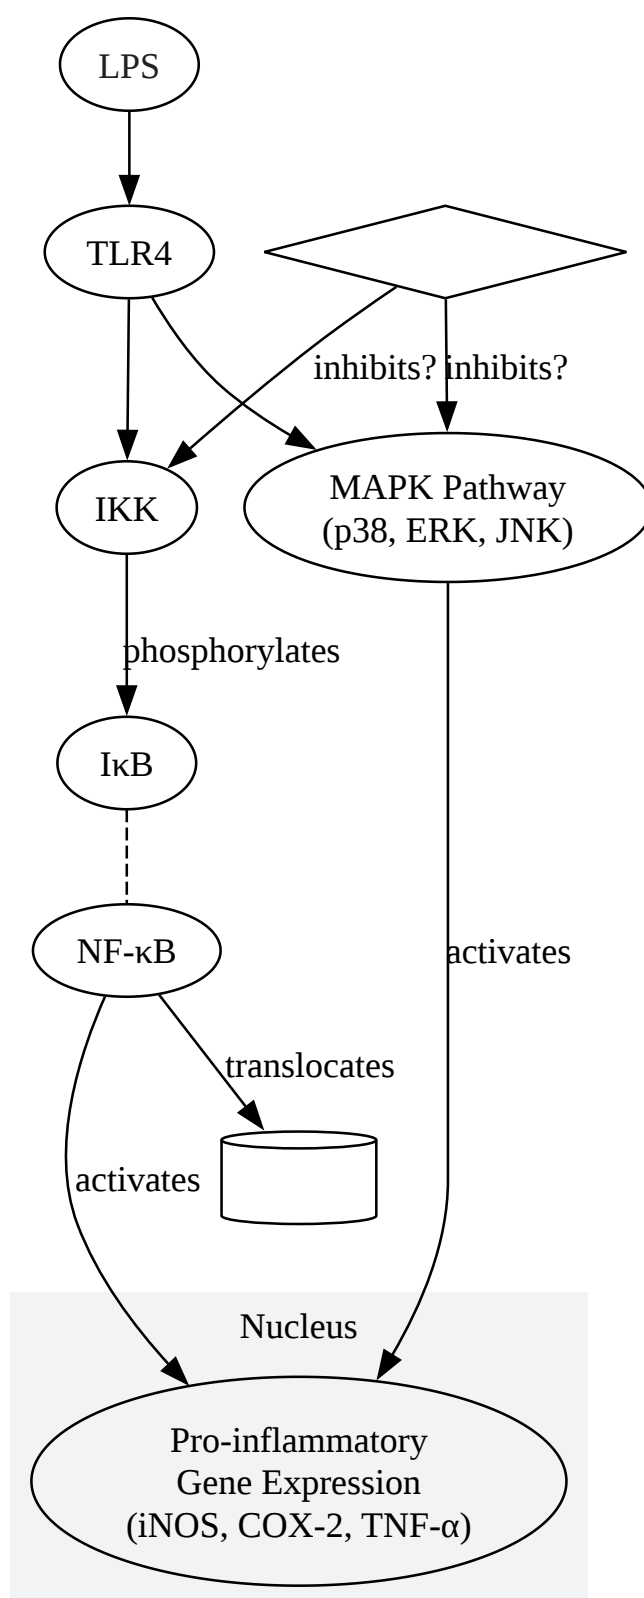 LPS
TLR4
inhibits?
inhibits?
IKK
MAPK Pathway
(p38, ERK, JNK)
phosphorylates
IκB
NF-κB
activates
translocates
activates
Nucleus
Pro-inflammatory
Gene Expression
(iNOS, COX-2, TNF-α)